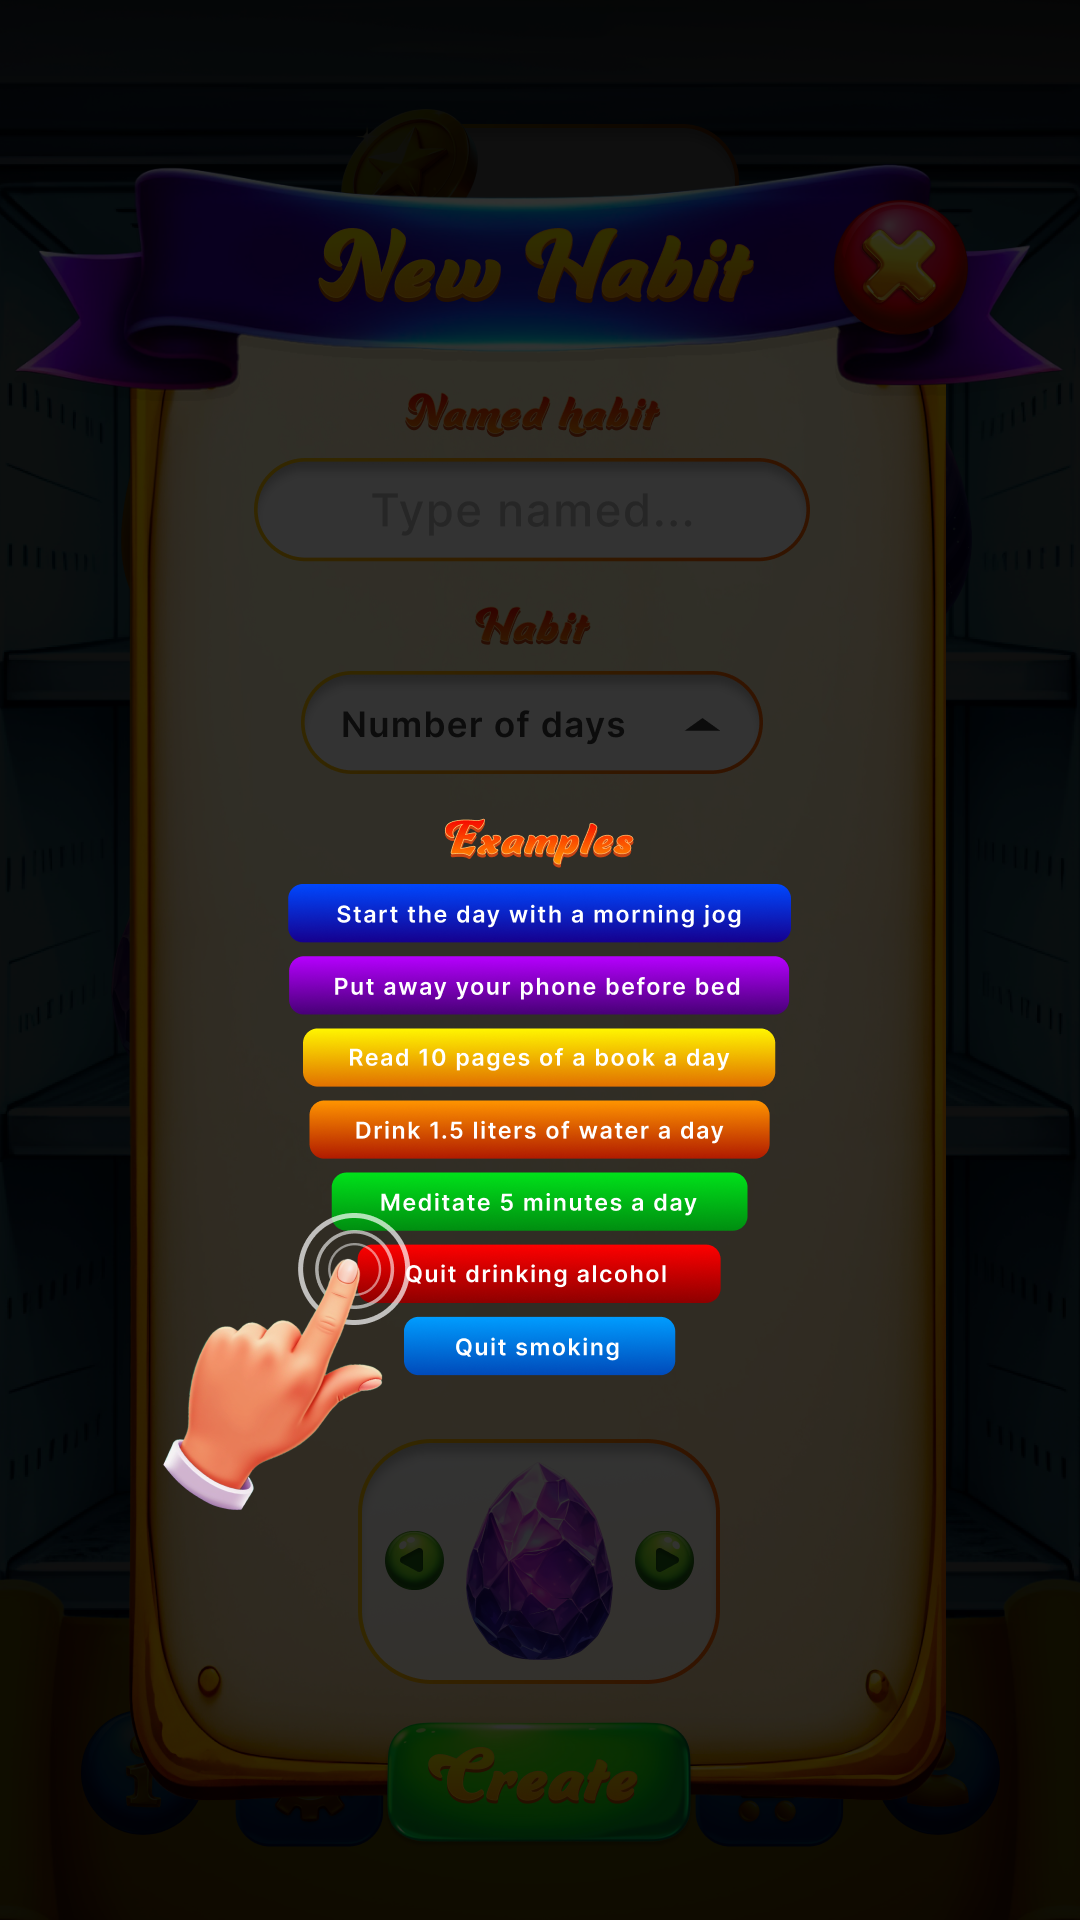 New Habit
Named habit
Type named...
Habit
Number of days
Examples
Start the day with a morning jog
Put away your phone before bed
Read 10 pages of a book a day
Drink 1.5 liters of water a day
Meditate 5 minutes a day
Quit drinking alcohol
Quit smoking
Create
1